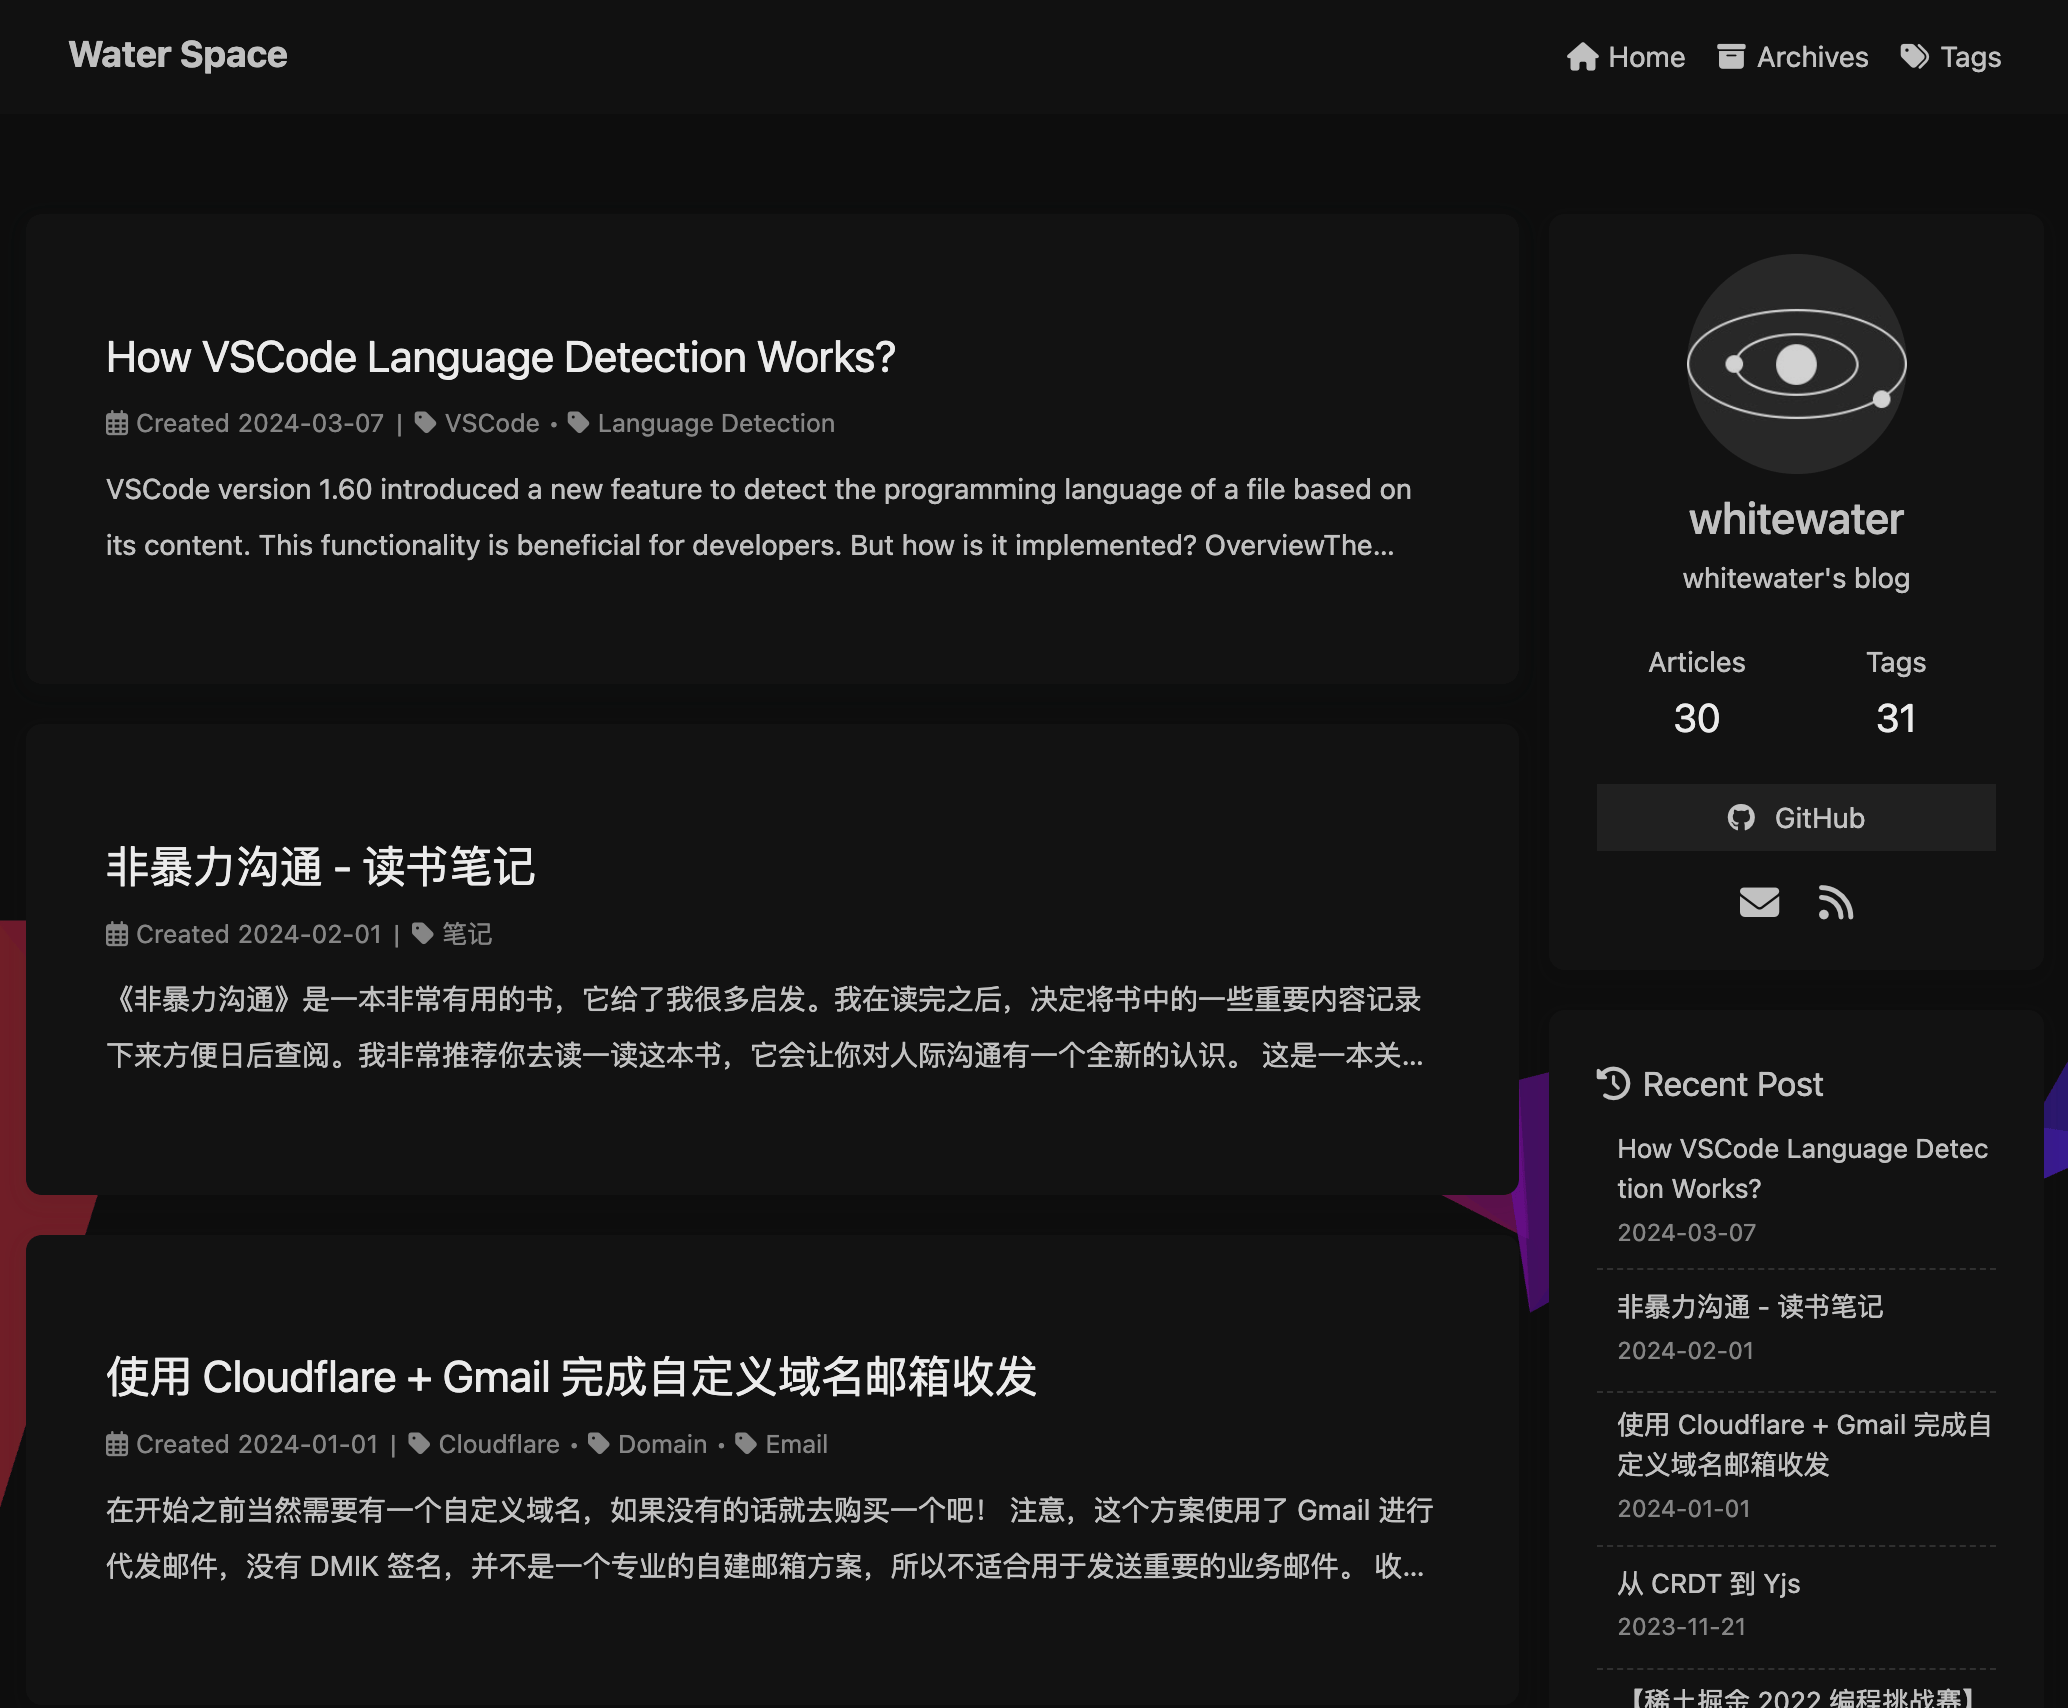 Water Space
Home Archives Tags
How VSCode Language Detection Works?
Created 2024-03-07 | VSCode • Language Detection
VSCode version 1.60 introduced a new feature to detect the programming language of a file based on
its content. This functionality is beneficial for developers. But how is it implemented? OverviewThe...
非暴力沟通 - 读书笔记
Created 2024-02-01 | 笔记
《非暴力沟通》是一本非常有用的书，它给了我很多启发。我在读完之后，决定将书中的一些重要内容记录
下来方便日后查阅。我非常推荐你去读一读这本书，它会让你对人际沟通有一个全新的认识。 这是一本关...
使用 Cloudflare + Gmail 完成自定义域名邮箱收发
Created 2024-01-01 | Cloudflare • Domain • Email
在开始之前当然需要有一个自定义域名，如果没有的话就去购买一个吧！ 注意，这个方案使用了 Gmail 进行
代发邮件，没有 DMIK 签名，并不是一个专业的自建邮箱方案，所以不适合用于发送重要的业务邮件。 收...
whitewater
whitewater's blog
Articles Tags
30 31
GitHub
Recent Post
How VSCode Language Detec
tion Works?
2024-03-07
非暴力沟通 - 读书笔记
2024-02-01
使用 Cloudflare + Gmail 完成自
定义域名邮箱收发
2024-01-01
从 CRDT 到 Yjs
2023-11-21
【稀土掘金 2022 编程挑战赛】